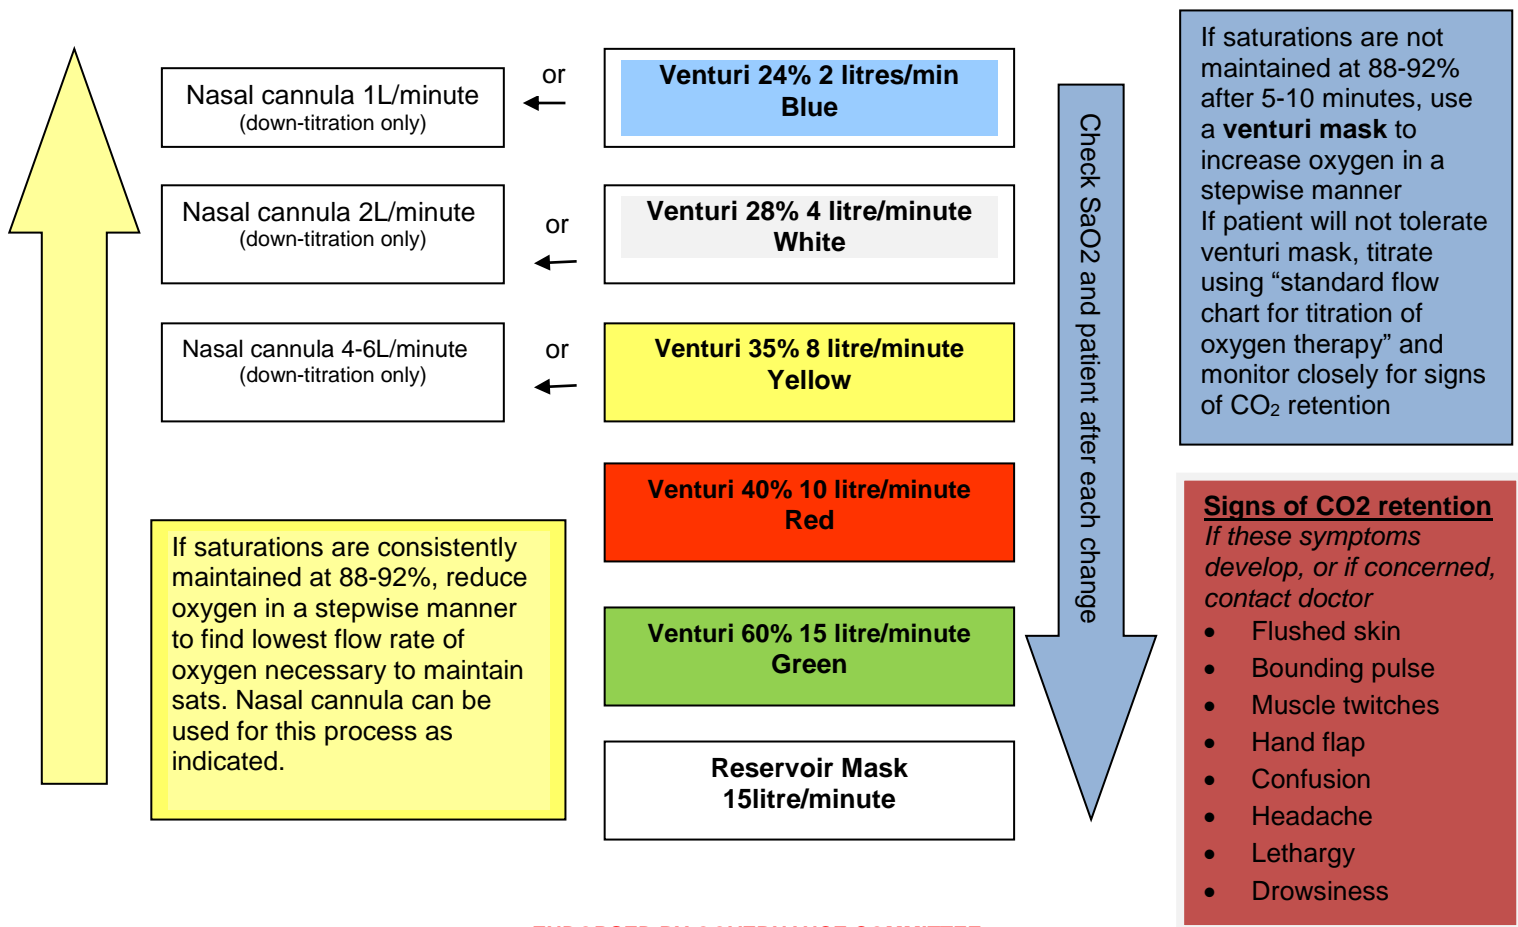 Nasal cannula 1L/minute
(down-titration only)
or
Venturi 24% 2 litres/min
Blue
Nasal cannula 2L/minute
(down-titration only)
or
Venturi 28% 4 litre/minute
White
Nasal cannula 4-6L/minute
(down-titration only)
or
Venturi 35% 8 litre/minute
Yellow
Venturi 40% 10 litre/minute
Red
Venturi 60% 15 litre/minute
Green
Reservoir Mask
15litre/minute
If saturations are consistently
maintained at 88-92%, reduce
oxygen in a stepwise manner
to find lowest flow rate of
oxygen necessary to maintain
sats. Nasal cannula can be
used for this process as
indicated.
Check SaO2 and patient after each change
If saturations are not
maintained at 88-92%
after 5-10 minutes, use
a venturi mask to
increase oxygen in a
stepwise manner
If patient will not tolerate
venturi mask, titrate
using “standard flow
chart for titration of
oxygen therapy” and
monitor closely for signs
of CO₂ retention
Signs of CO2 retention
If these symptoms
develop, or if concerned,
contact doctor
• Flushed skin
• Bounding pulse
• Muscle twitches
• Hand flap
• Confusion
• Headache
• Lethargy
• Drowsiness